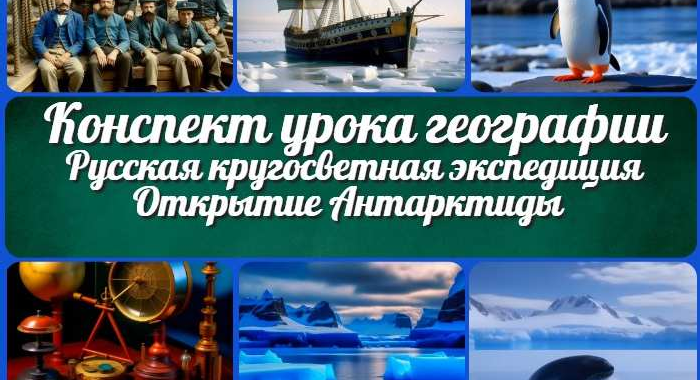 Конспект урока географии
Русская кругосветная экспедиция
Открытие Антарктиды